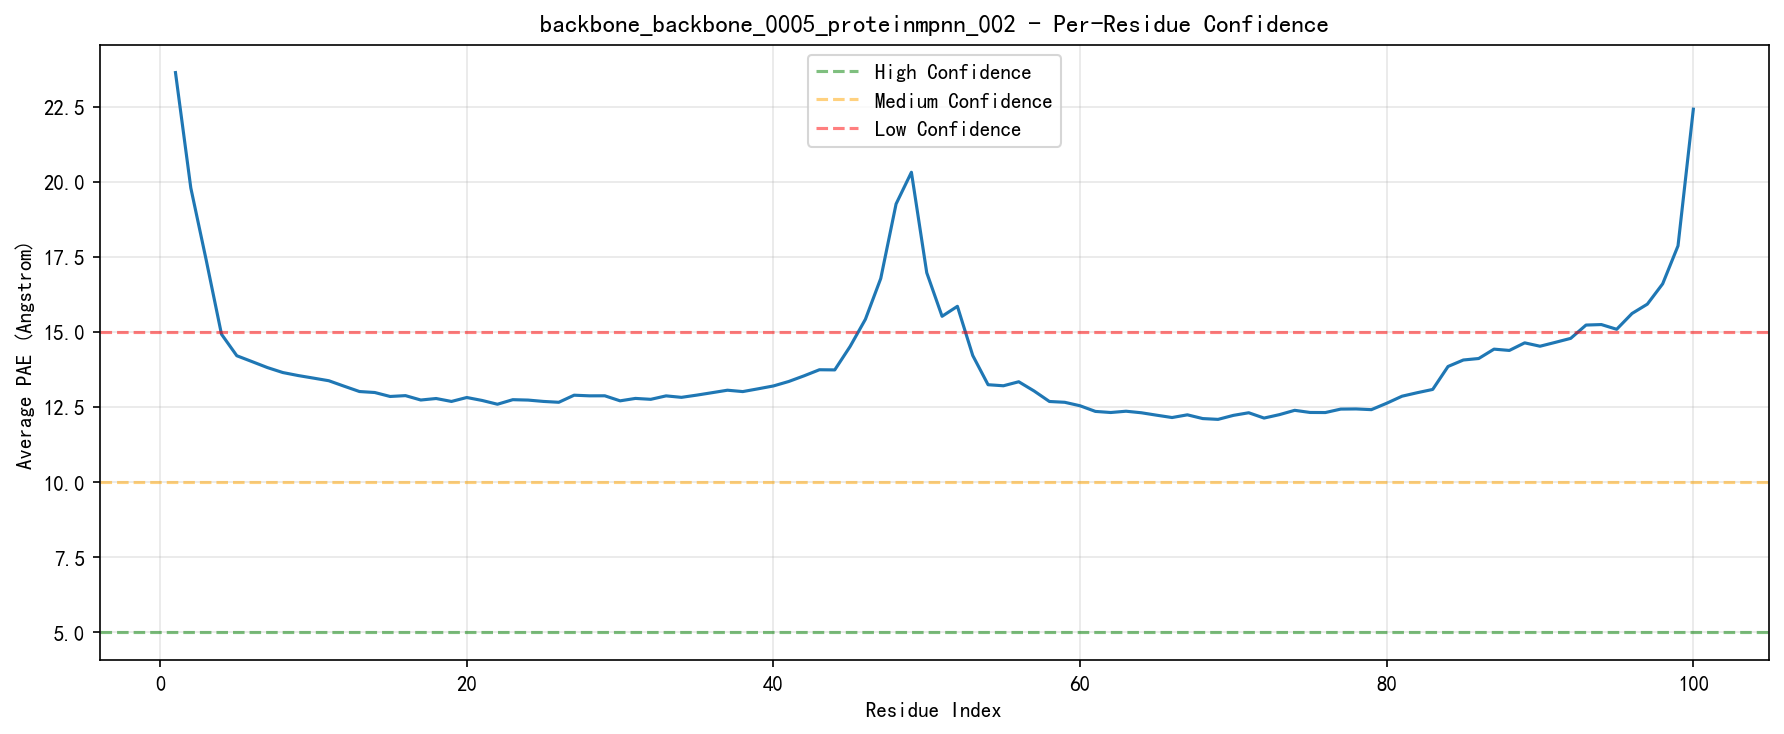 backbone_backbone_0005_proteinmpnn_002 - Per-Residue Confidence
High Confidence
Medium Confidence
Low Confidence
Average PAE (Angstrom)
22.5
20.0
17.5
15.0
12.5
10.0
7.5
5.0
0 20 40 60 80 100
Residue Index